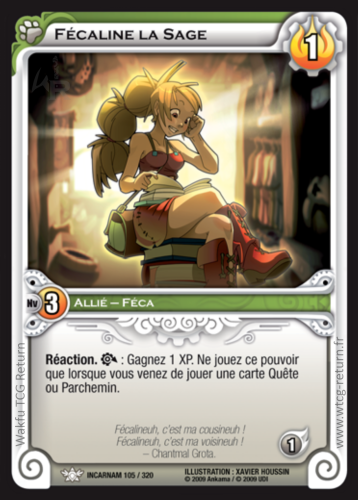 FÉCALINE LA SAGE
1
Nv 3 ALLIÉ – FÉCA
Réaction. : Gagnez 1 XP. Ne jouez ce pouvoir
que lorsque vous venez de jouer une carte Quête
ou Parchemin.
Fécalineuh, c'est ma cousineuh !
Fécalineuh, c'est ma voisineuh !
– Chantmal Grota.
1
INCARNAM 105 / 320
ILLUSTRATION : XAVIER HOUSSIN
© 2009 Ankama / © 2009 UDI
Wakfu TCG Return
www.wtcg-return.fr